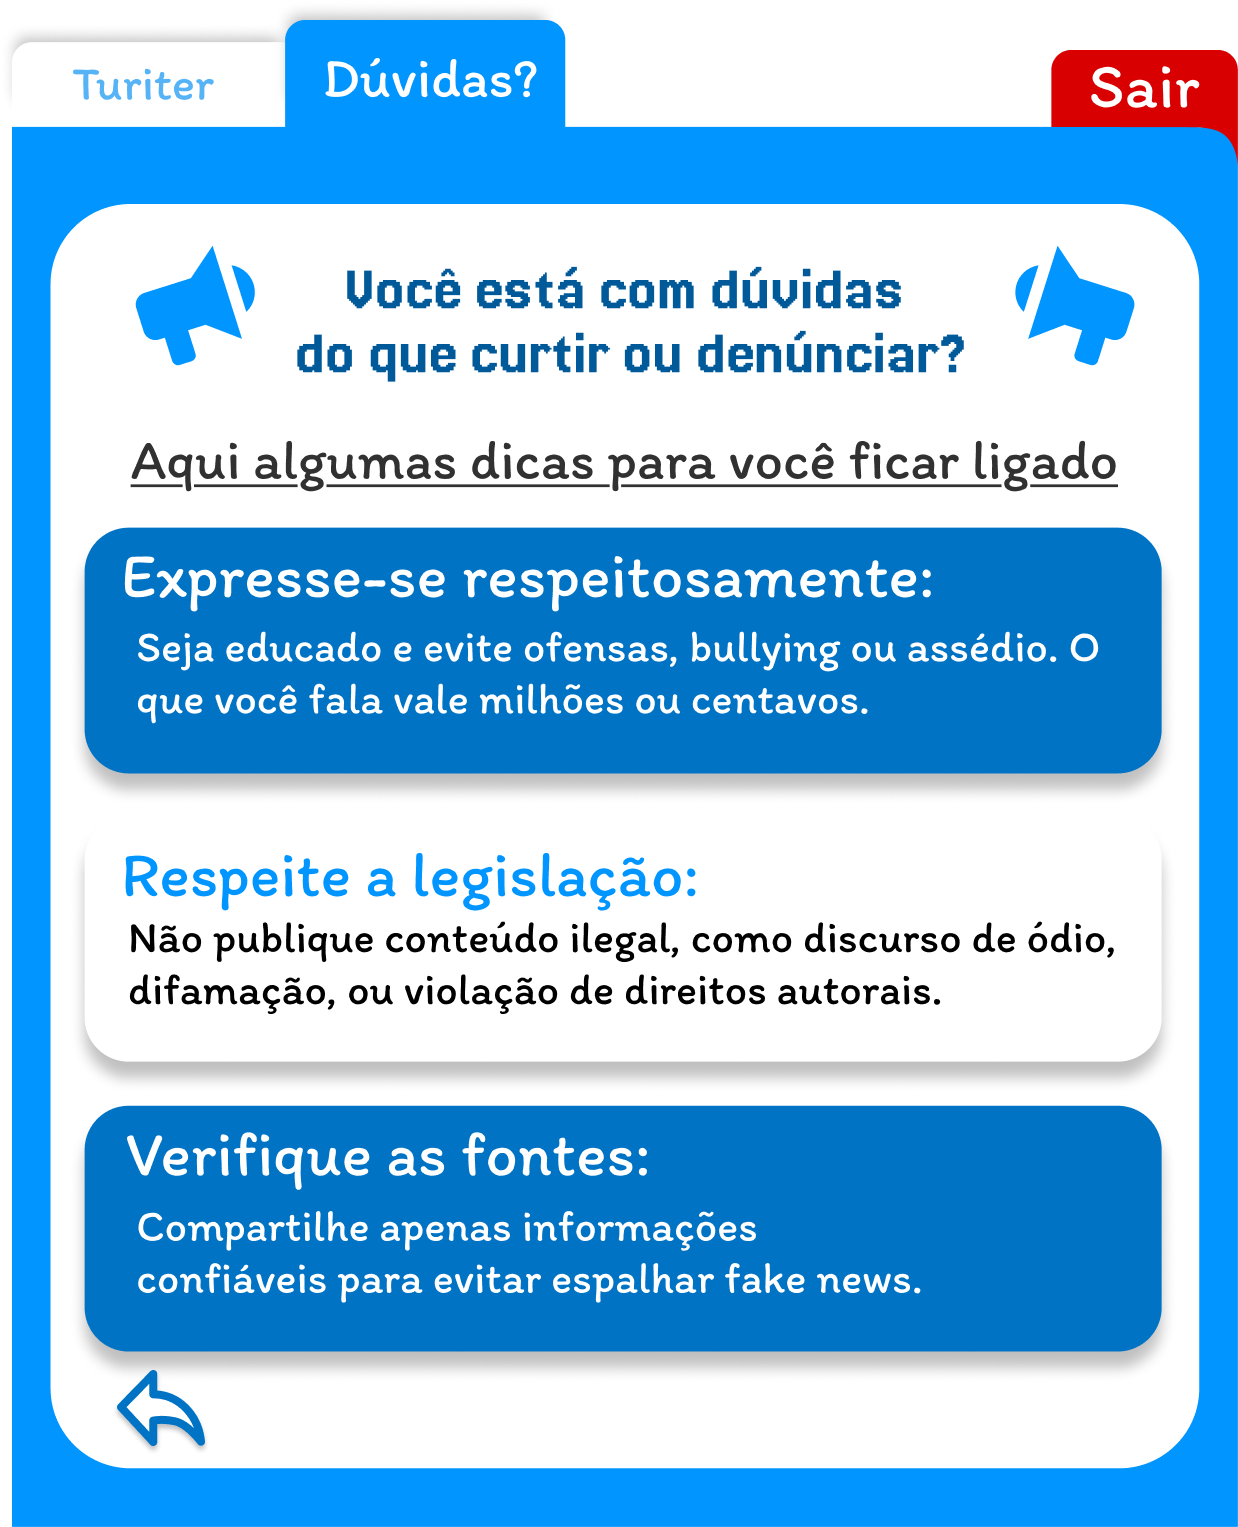 Turiter
Dúvidas?
Sair
Você está com dúvidas
do que curtir ou denúnciar?
Aqui algumas dicas para você ficar ligado
Expresse-se respeitosamente:
Seja educado e evite ofensas, bullying ou assédio. O
que você fala vale milhões ou centavos.
Respeite a legislação:
Não publique conteúdo ilegal, como discurso de ódio,
difamação, ou violação de direitos autorais.
Verifique as fontes:
Compartilhe apenas informações
confiáveis para evitar espalhar fake news.